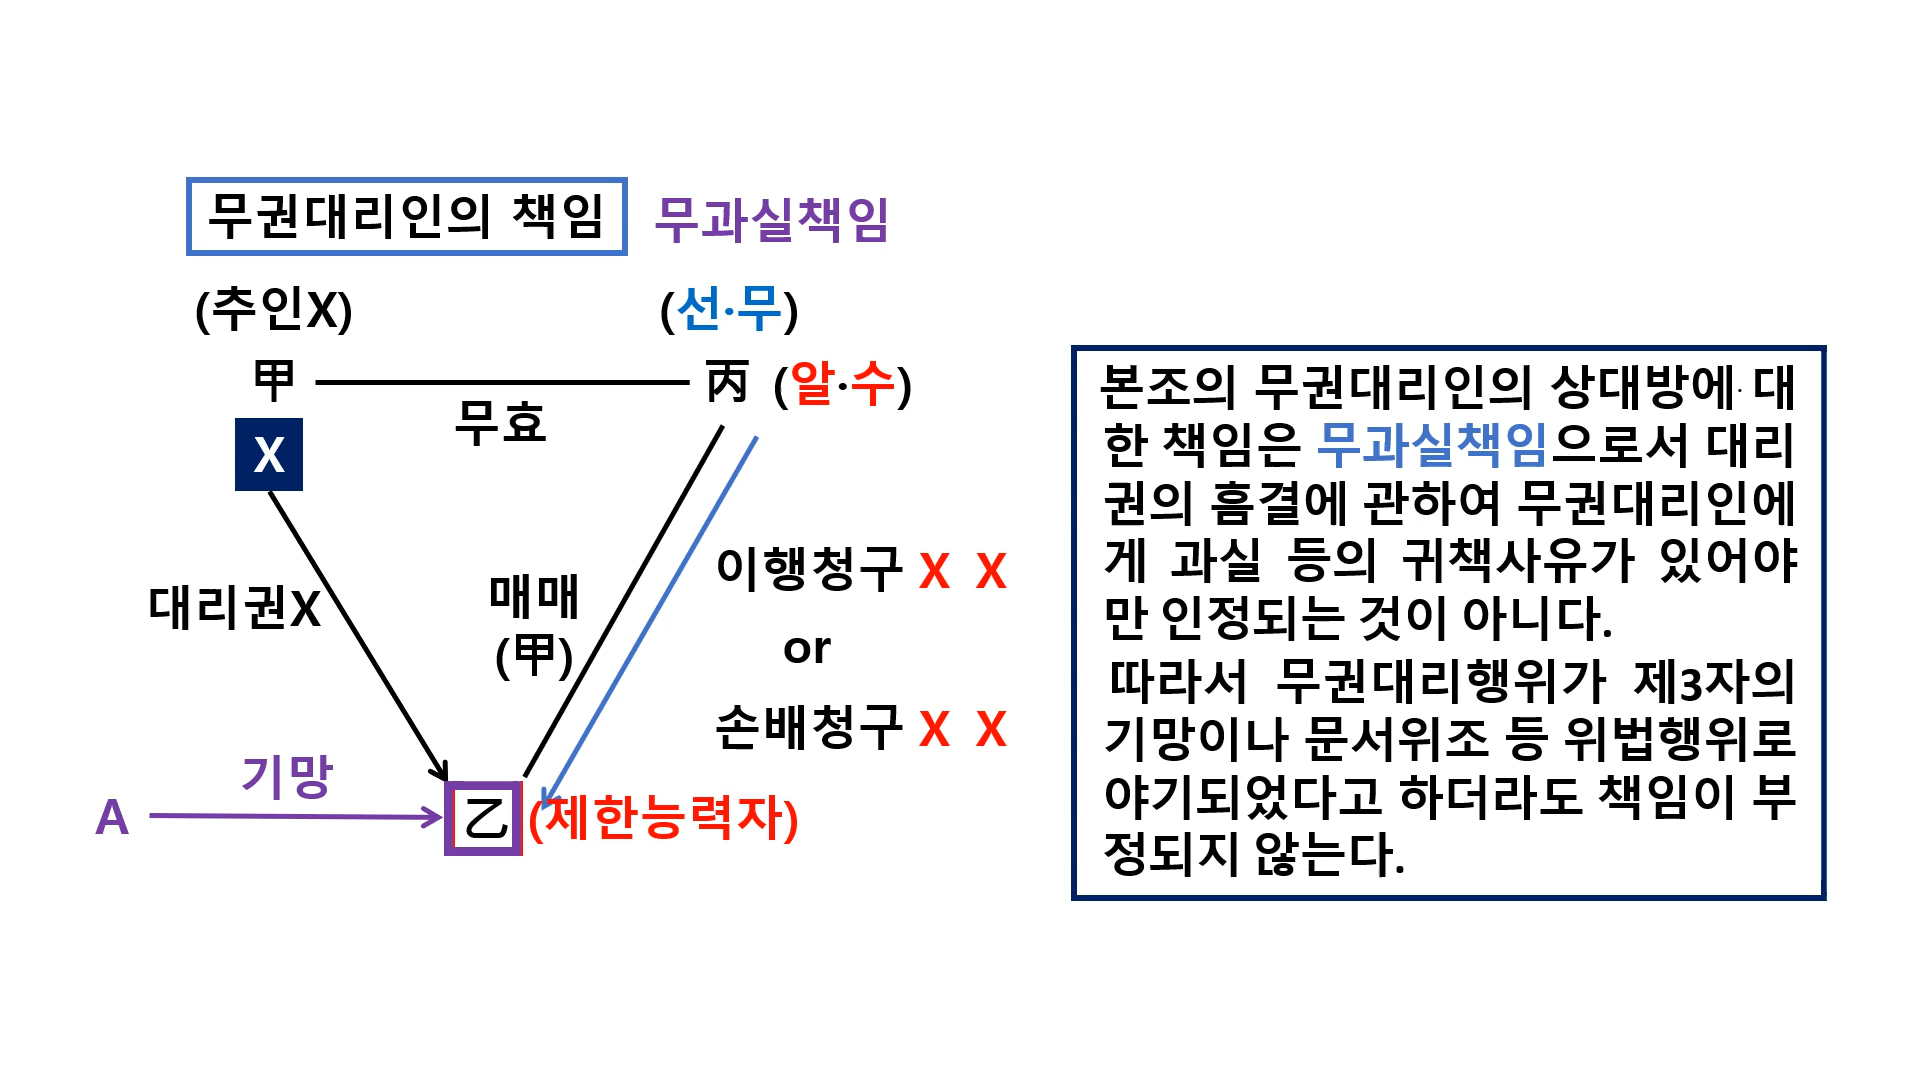 무권대리인의 책임 무과실책임
(추인X) (선·무)
甲 丙 (알·수)
무효
X
이행청구 X X
대리권X
매매
(甲)
or
손배청구 X X
기망
A 乙 (제한능력자)
본조의 무권대리인의 상대방에 대
한 책임은 무과실책임으로서 대리
권의 흠결에 관하여 무권대리인에
게 과실 등의 귀책사유가 있어야
만 인정되는 것이 아니다.
따라서 무권대리행위가 제3자의
기망이나 문서위조 등 위법행위로
야기되었다고 하더라도 책임이 부
정되지 않는다.